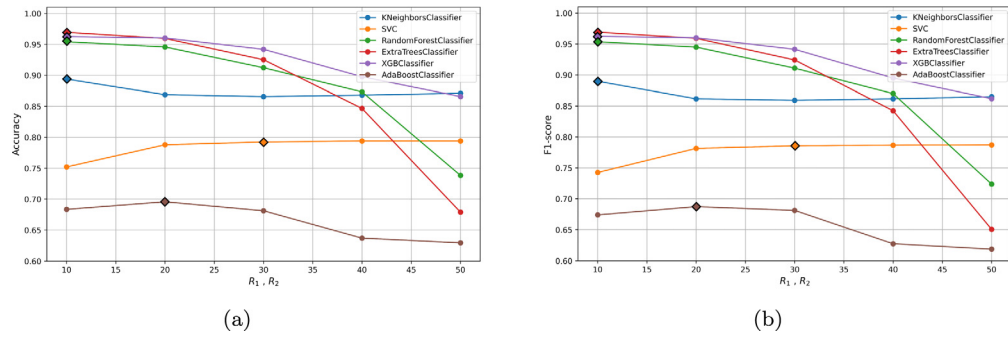 1.00
0.95
0.90
0.85
0.80
0.75
0.70
0.65
0.60
Accuracy
10 15 20 25 30 35 40 45 50
R₁ , R₂
KNeighborsClassifier
SVC
RandomForestClassifier
ExtraTreesClassifier
XGBClassifier
AdaBoostClassifier
(a)
1.00
0.95
0.90
0.85
0.80
0.75
0.70
0.65
0.60
F1-score
10 15 20 25 30 35 40 45 50
R₁ , R₂
KNeighborsClassifier
SVC
RandomForestClassifier
ExtraTreesClassifier
XGBClassifier
AdaBoostClassifier
(b)